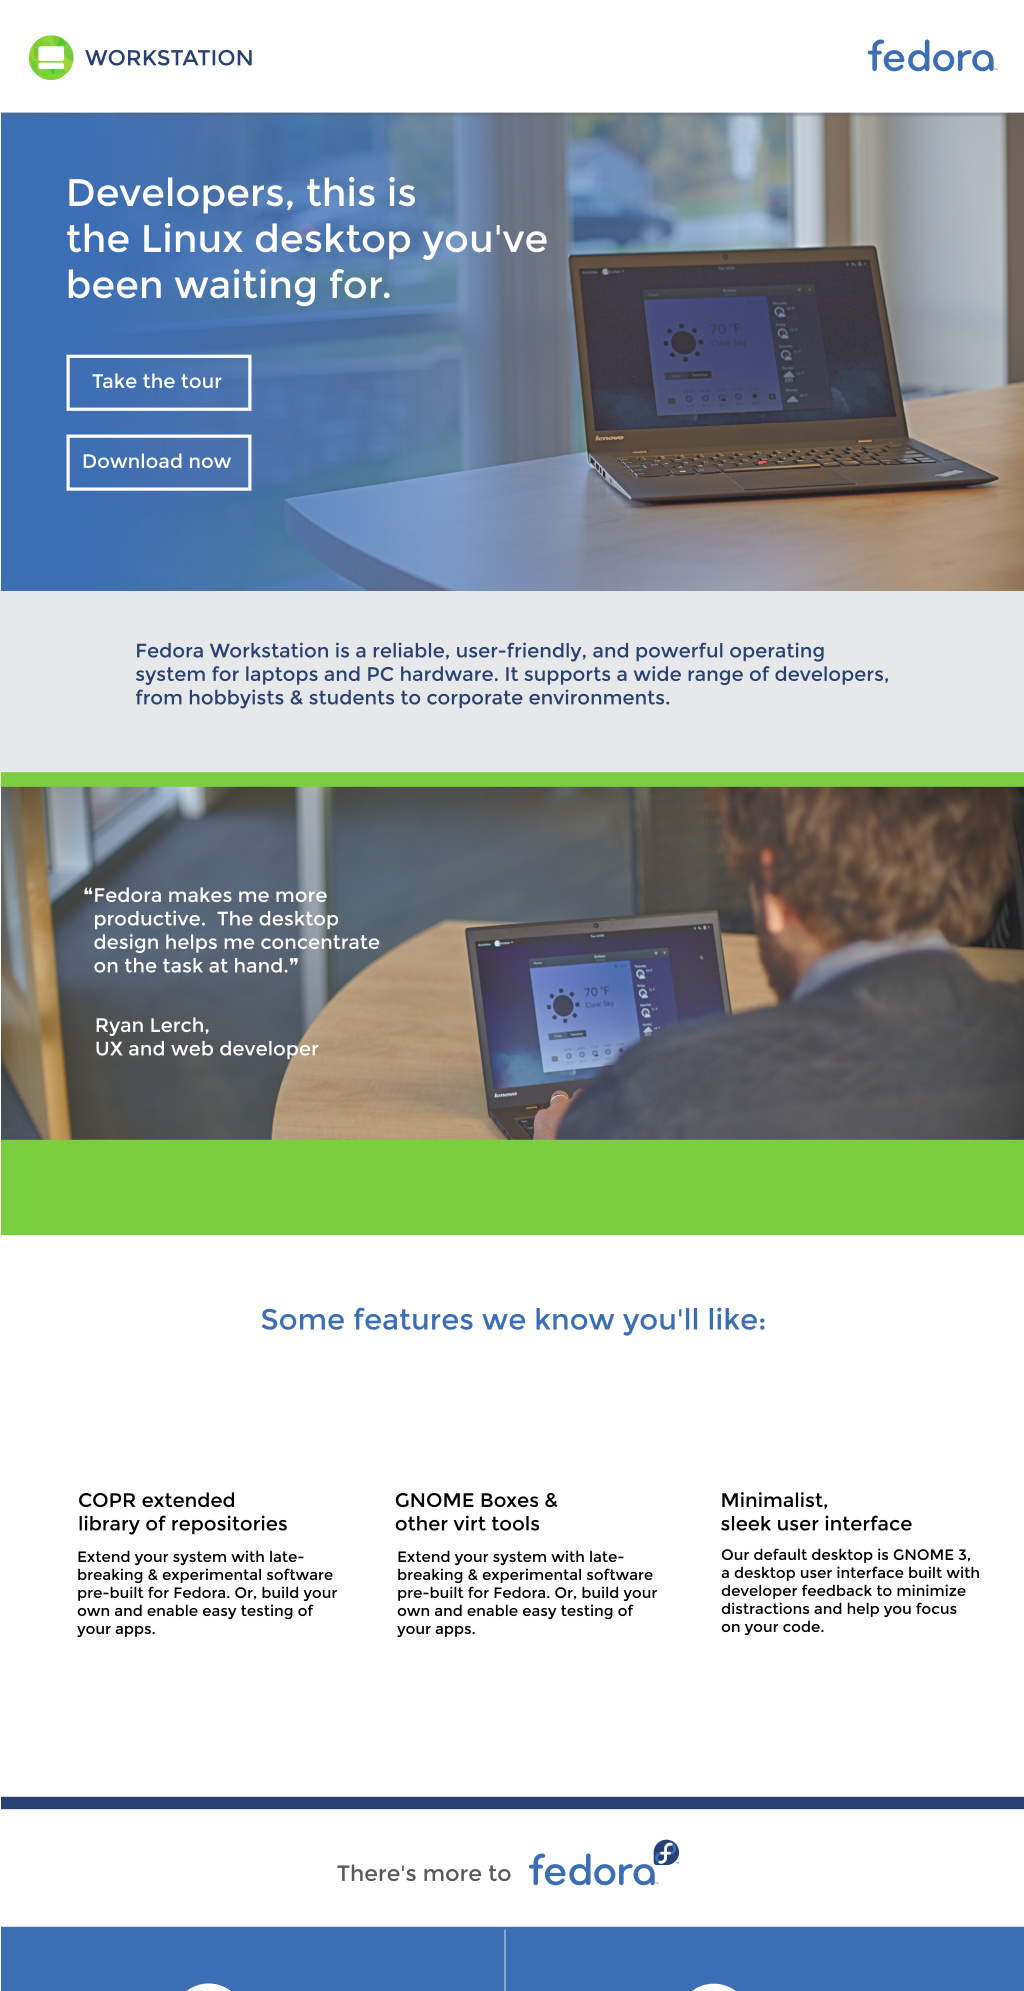 WORKSTATION
fedora
Developers, this is
the Linux desktop you've
been waiting for.
Take the tour
Download now
70 °F
Clear Sky
lenovo
Fedora Workstation is a reliable, user-friendly, and powerful operating
system for laptops and PC hardware. It supports a wide range of developers,
from hobbyists & students to corporate environments.
❝Fedora makes me more
productive. The desktop
design helps me concentrate
on the task at hand.❞
Ryan Lerch,
UX and web developer
70 °F
Clear Sky
lenovo
Some features we know you'll like:
COPR extended
library of repositories
Extend your system with late-
breaking & experimental software
pre-built for Fedora. Or, build your
own and enable easy testing of
your apps.
GNOME Boxes &
other virt tools
Extend your system with late-
breaking & experimental software
pre-built for Fedora. Or, build your
own and enable easy testing of
your apps.
Minimalist,
sleek user interface
Our default desktop is GNOME 3,
a desktop user interface built with
developer feedback to minimize
distractions and help you focus
on your code.
There's more to fedora